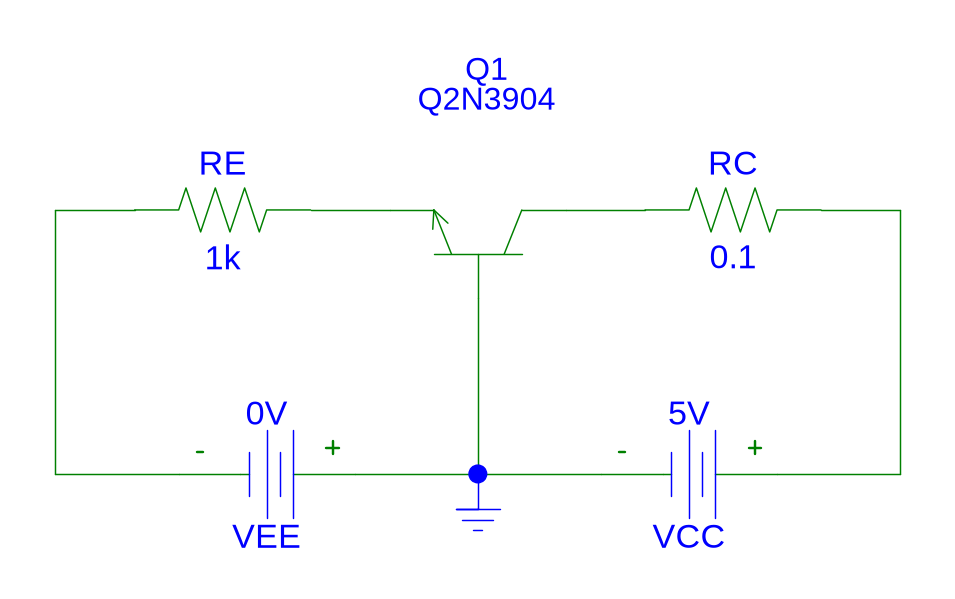 Q1
Q2N3904
RE
RC
1k
0.1
0V
5V
- +
- +
VEE
VCC